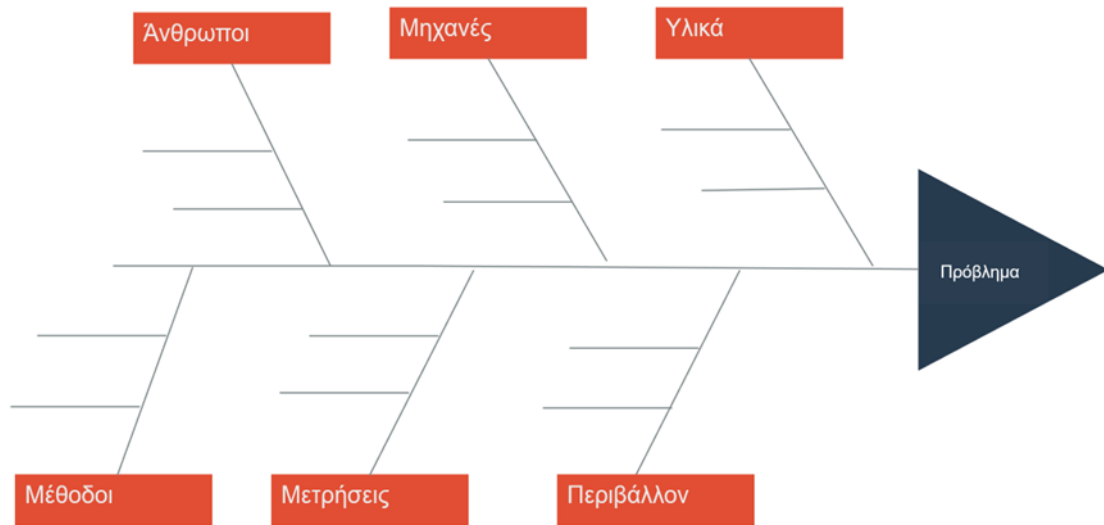 Άνθρωποι
Μηχανές
Υλικά
Πρόβλημα
Μέθοδοι
Μετρήσεις
Περιβάλλον